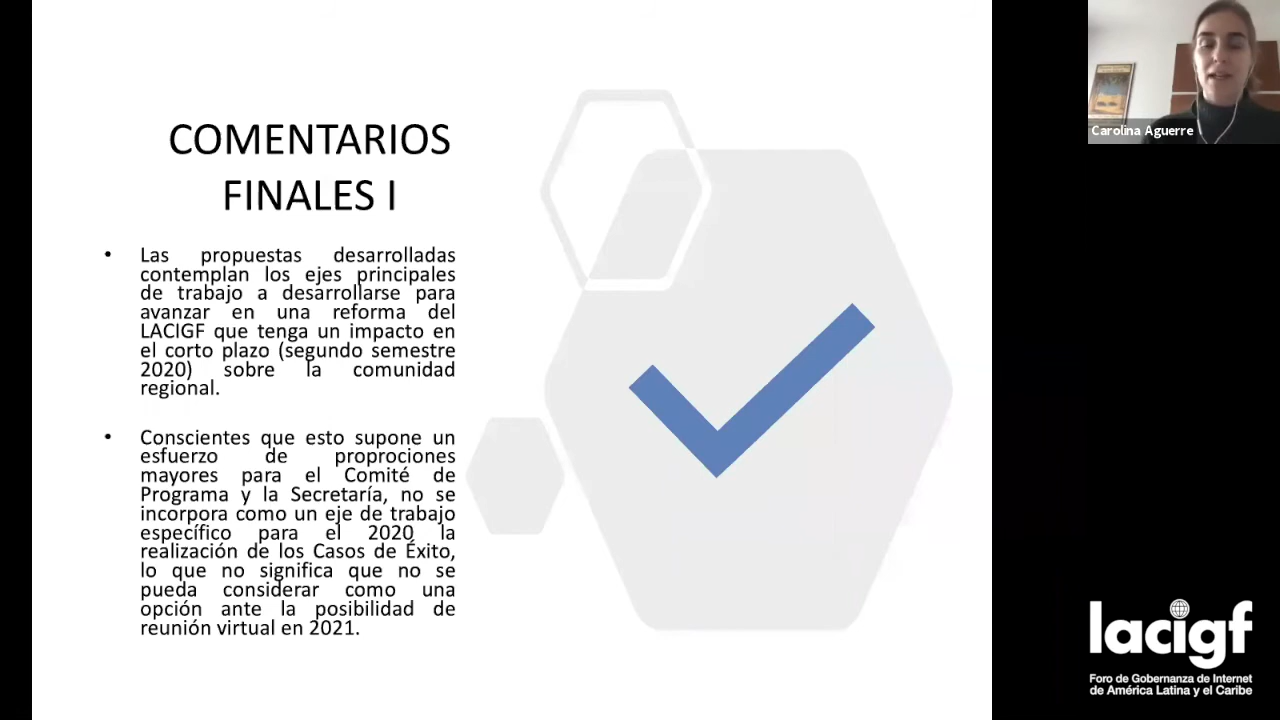 COMENTARIOS
FINALES I
• Las propuestas desarrolladas
contemplan los ejes principales
de trabajo a desarrollarse para
avanzar en una reforma del
LACIGF que tenga un impacto en
el corto plazo (segundo semestre
2020) sobre la comunidad
regional.
• Conscientes que esto supone un
esfuerzo de proprociones
mayores para el Comité de
Programa y la Secretaría, no se
incorpora como un eje de trabajo
específico para el 2020 la
realización de los Casos de Éxito,
lo que no significa que no se
pueda considerar como una
opción ante la posibilidad de
reunión virtual en 2021.
Carolina Aguerre
lacigf
Foro de Gobernanza de Internet
de América Latina y el Caribe